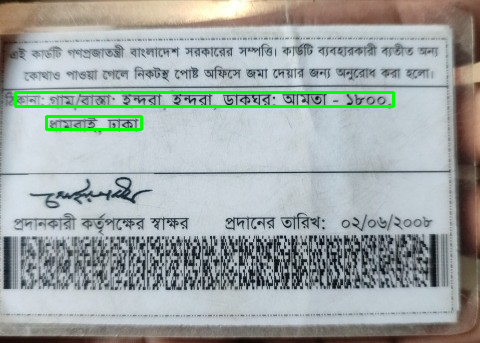 এই কার্ডটি গণপ্রজাতন্ত্রী বাংলাদেশ সরকারের সম্পত্তি। কার্ডটি ব্যবহারকারী ব্যতীত অন্য
কোথাও পাওয়া গেলে নিকটস্থ পোষ্ট অফিসে জমা দেয়ার জন্য অনুরোধ করা হলো।
ঠিকানা: গ্রাম/রাস্তা: ইন্দরা, ইন্দরা, ডাকঘর: আমতা - ১৮০০,
ধামরাই, ঢাকা
প্রদানকারী কর্তৃপক্ষের স্বাক্ষর প্রদানের তারিখ: ০২/০৬/২০০৮